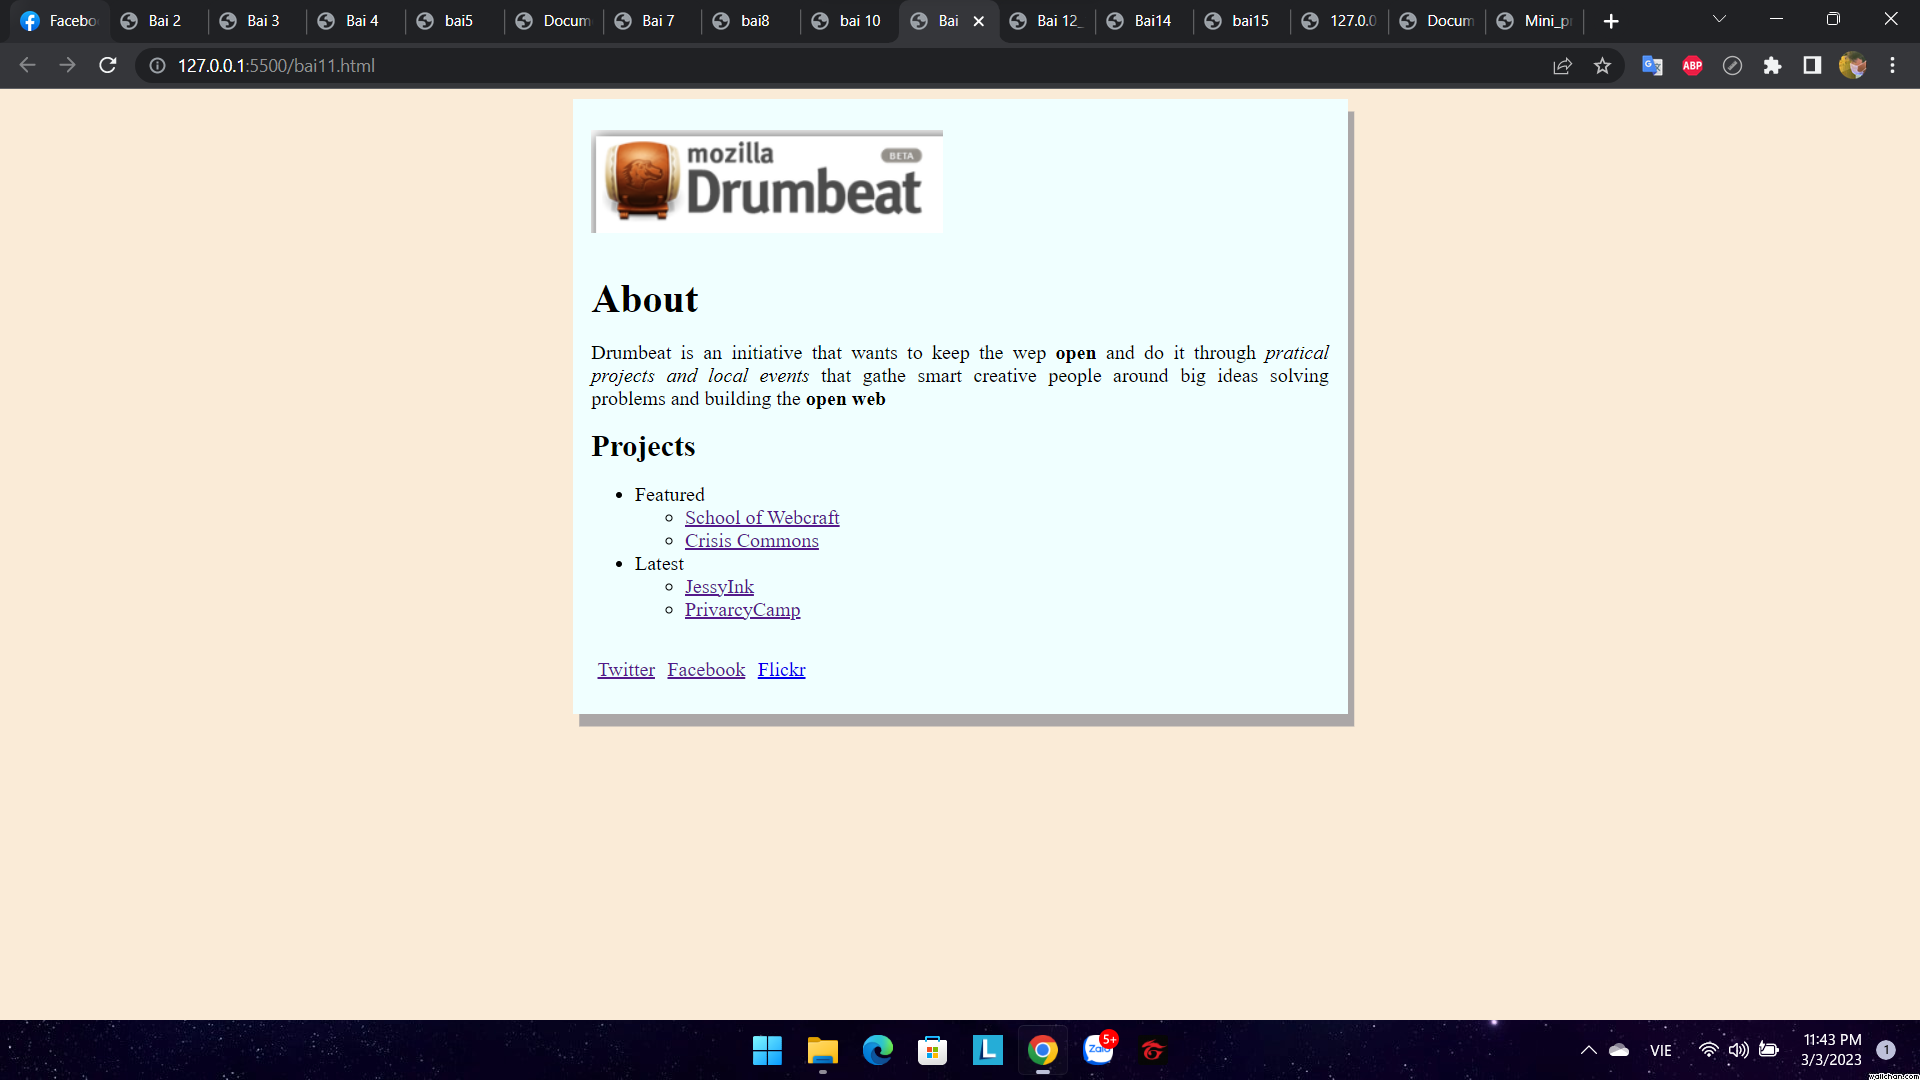 Facebo Bai 2 Bai 3 Bai 4 bai5 Docum Bai 7 bai8 bai 10 Bai Bai 12_ Bai14 bai15 127.0.0 Docum Mini_p
127.0.0.1:5500/bai11.html
ABP
mozilla BETA
Drumbeat
About
Drumbeat is an initiative that wants to keep the wep open and do it through pratical
projects and local events that gathe smart creative people around big ideas solving
problems and building the open web
Projects
Featured
School of Webcraft
Crisis Commons
Latest
JessyInk
PrivarcyCamp
Twitter Facebook Flickr
L Zalo 5+ VIE 11:43 PM 1
3/3/2023
wallchan.com